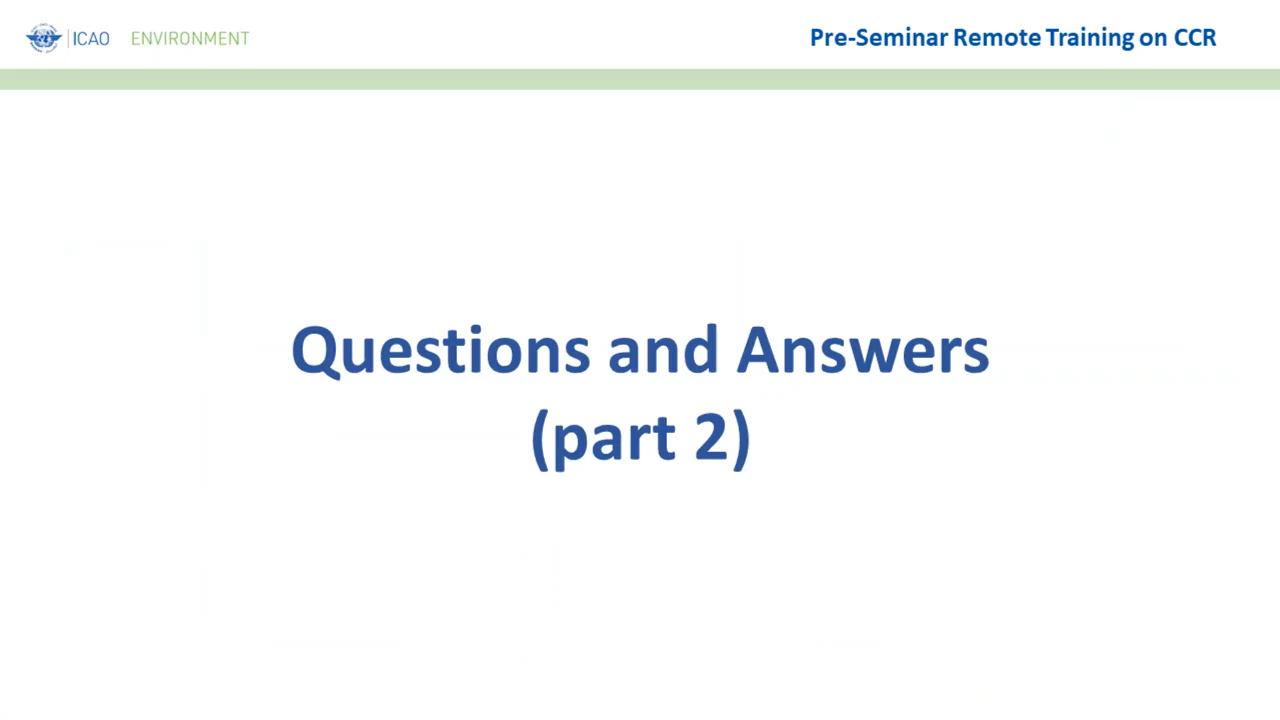 ICAO ENVIRONMENT
Pre-Seminar Remote Training on CCR
Questions and Answers
(part 2)